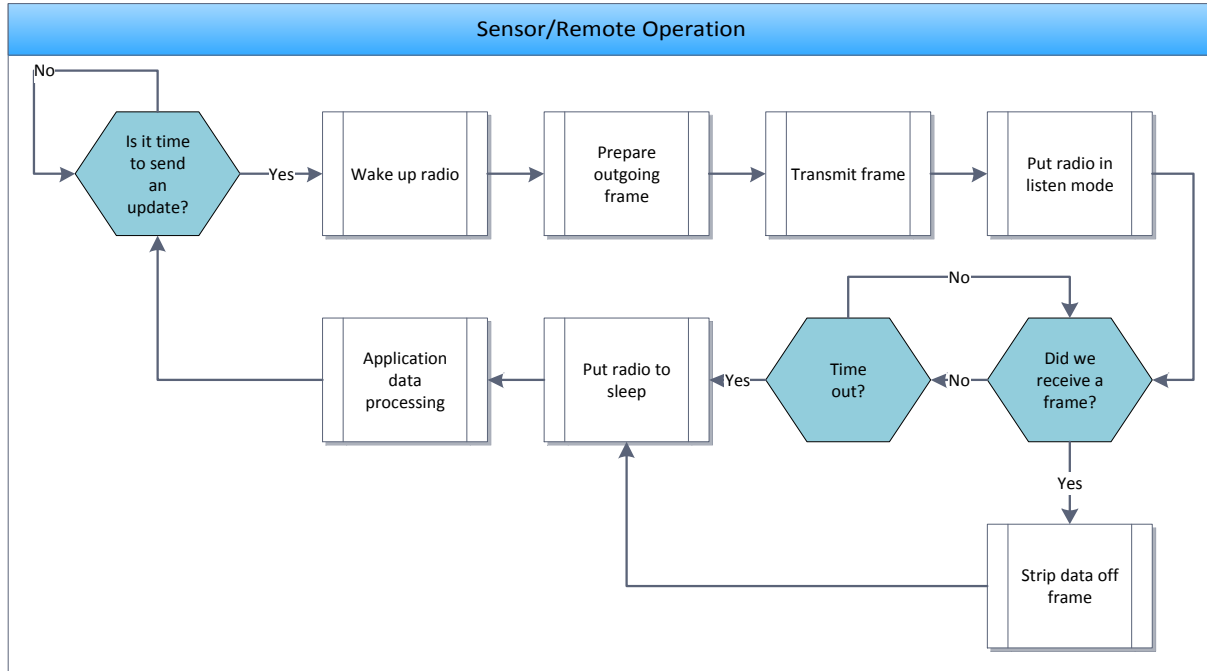 Sensor/Remote Operation
No
Is it time
to send
an
update?
Yes
Wake up radio
Prepare
outgoing
frame
Transmit frame
Put radio in
listen mode
No
Application
data
processing
Put radio to
sleep
Yes
Time
out?
No
Did we
receive a
frame?
Yes
Strip data off
frame